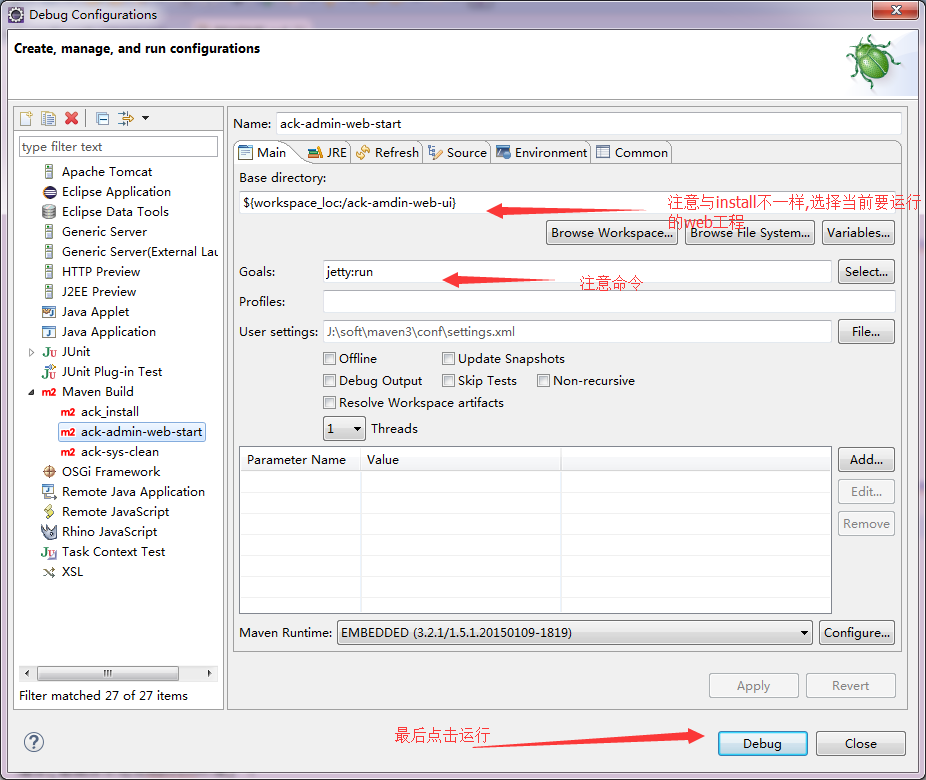 Debug Configurations
Create, manage, and run configurations
type filter text
Apache Tomcat
Eclipse Application
Eclipse Data Tools
Generic Server
Generic Server(External Lau
HTTP Preview
J2EE Preview
Java Applet
Java Application
JUnit
JUnit Plug-in Test
Maven Build
ack_install
ack-admin-web-start
ack-sys-clean
OSGi Framework
Remote Java Application
Remote JavaScript
Rhino JavaScript
Task Context Test
XSL
Filter matched 27 of 27 items
Name: ack-admin-web-start
Main JRE Refresh Source Environment Common
Base directory:
${workspace_loc:/ack-amdin-web-ui}
注意与install不一样,选择当前要运行
的web工程
Browse Workspace... Browse File System... Variables...
Goals: jetty:run Select...
注意命令
Profiles:
User settings: J:\soft\maven3\conf\settings.xml File...
Offline Update Snapshots
Debug Output Skip Tests Non-recursive
Resolve Workspace artifacts
1 Threads
Parameter Name Value Add...
Edit...
Remove
Maven Runtime: EMBEDDED (3.2.1/1.5.1.20150109-1819) Configure...
Apply Revert
最后点击运行
Debug Close